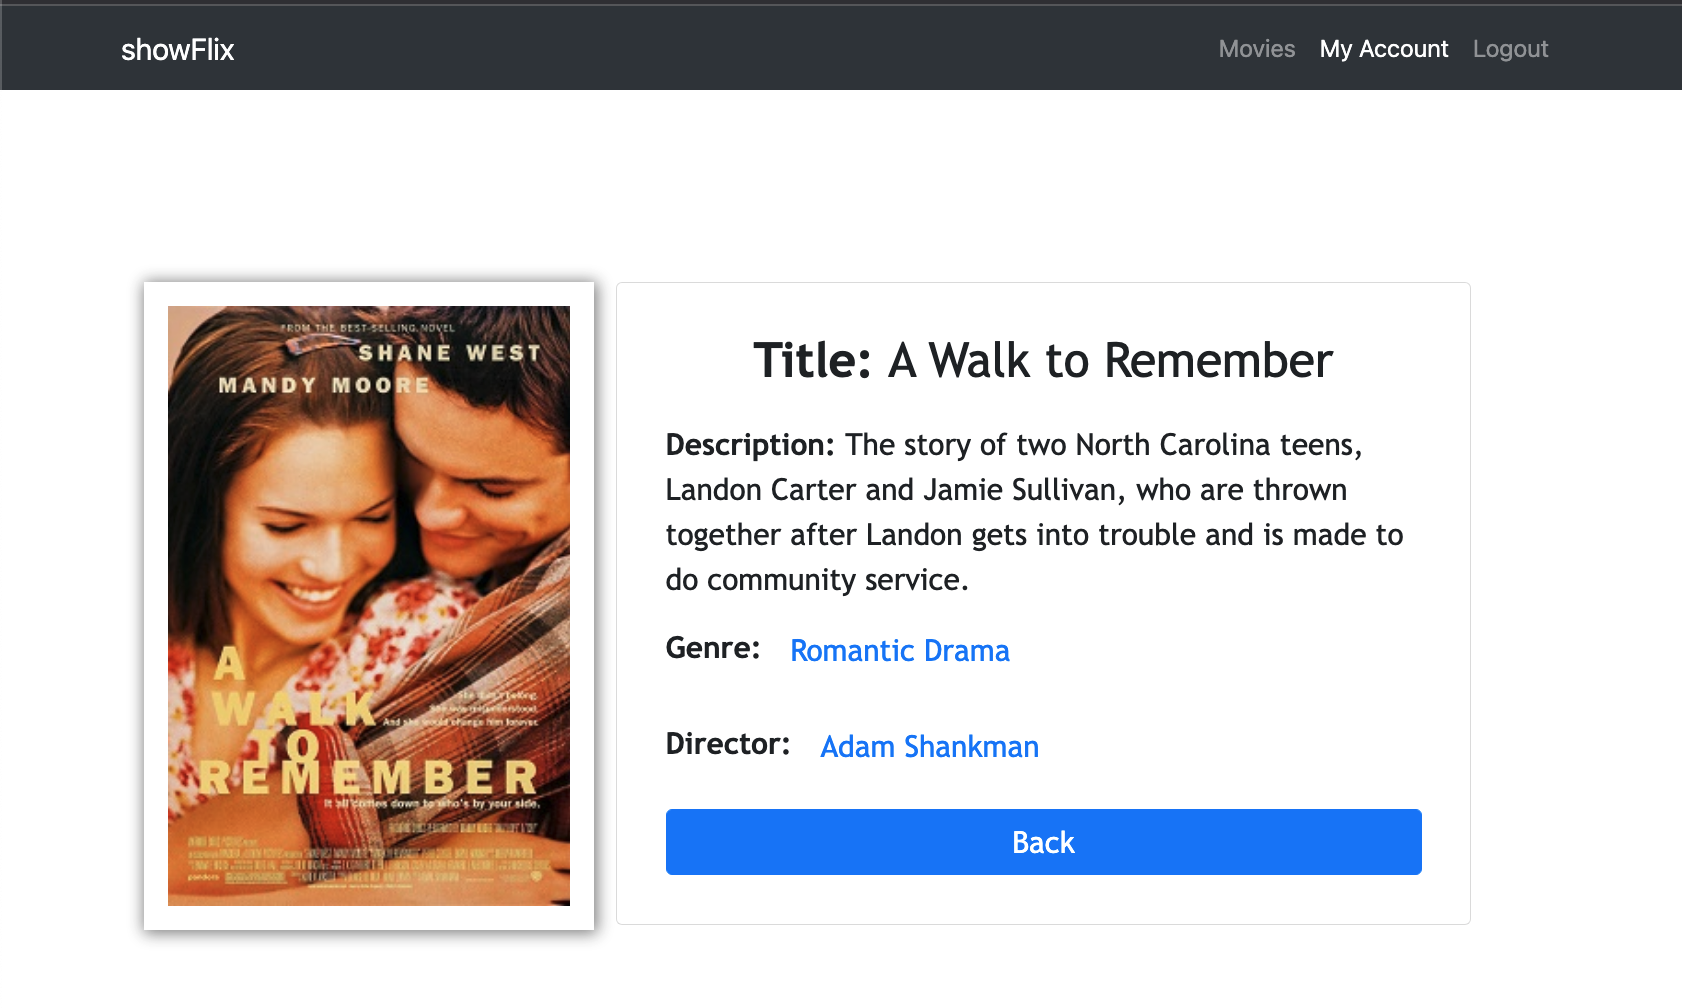 showFlix
Movies My Account Logout
FROM THE BEST-SELLING NOVEL
SHANE WEST
MANDY MOORE
She didn't belong.
She was misunderstood.
And she would change him forever.
A
WALK
TO
REMEMBER
It all comes down to who's by your side.
pandora
Title: A Walk to Remember
Description: The story of two North Carolina teens,
Landon Carter and Jamie Sullivan, who are thrown
together after Landon gets into trouble and is made to
do community service.
Genre: Romantic Drama
Director: Adam Shankman
Back